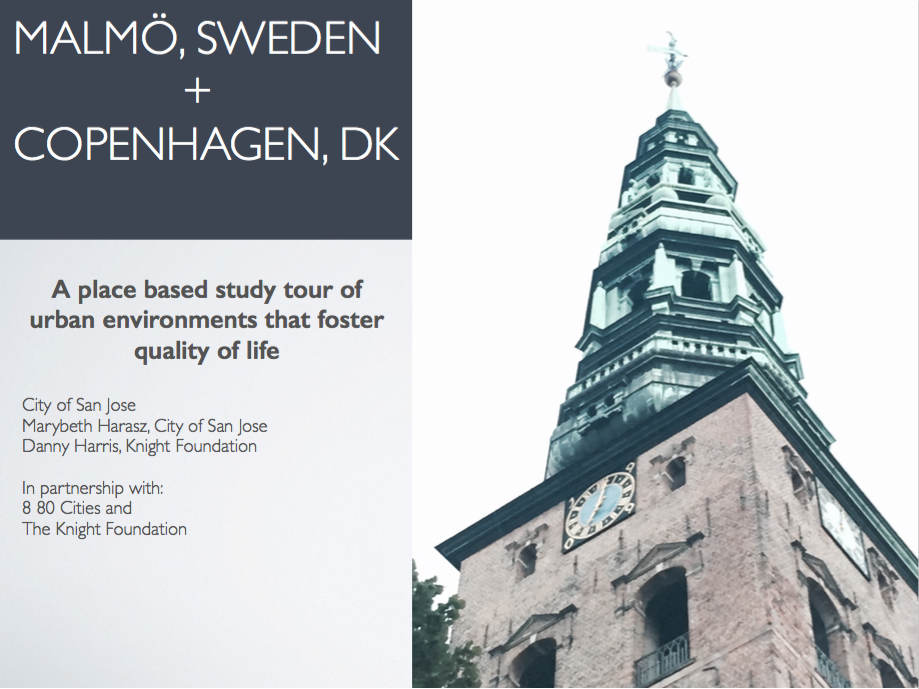 MALMÖ, SWEDEN
+
COPENHAGEN, DK
A place based study tour of
urban environments that foster
quality of life
City of San Jose
Marybeth Harasz, City of San Jose
Danny Harris, Knight Foundation
In partnership with:
8 80 Cities and
The Knight Foundation